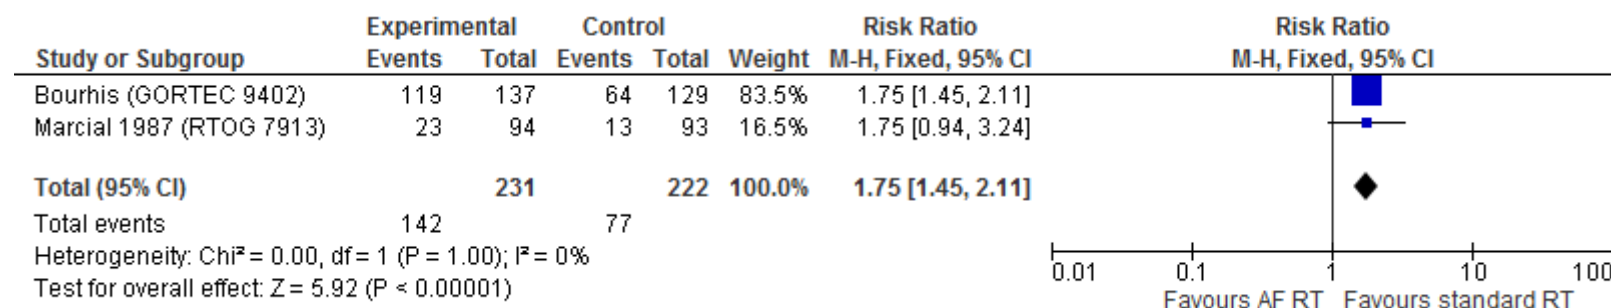 Experimental Control Risk Ratio Risk Ratio
Study or Subgroup Events Total Events Total Weight M-H, Fixed, 95% CI M-H, Fixed, 95% CI
Bourhis (GORTEC 9402) 119 137 64 129 83.5% 1.75 [1.45, 2.11]
Marcial 1987 (RTOG 7913) 23 94 13 93 16.5% 1.75 [0.94, 3.24]
Total (95% CI) 231 222 100.0% 1.75 [1.45, 2.11]
Total events 142 77
Heterogeneity: Chi² = 0.00, df = 1 (P = 1.00); I² = 0%
Test for overall effect: Z = 5.92 (P < 0.00001)
0.01 0.1 1 10 100
Favours AF RT Favours standard RT